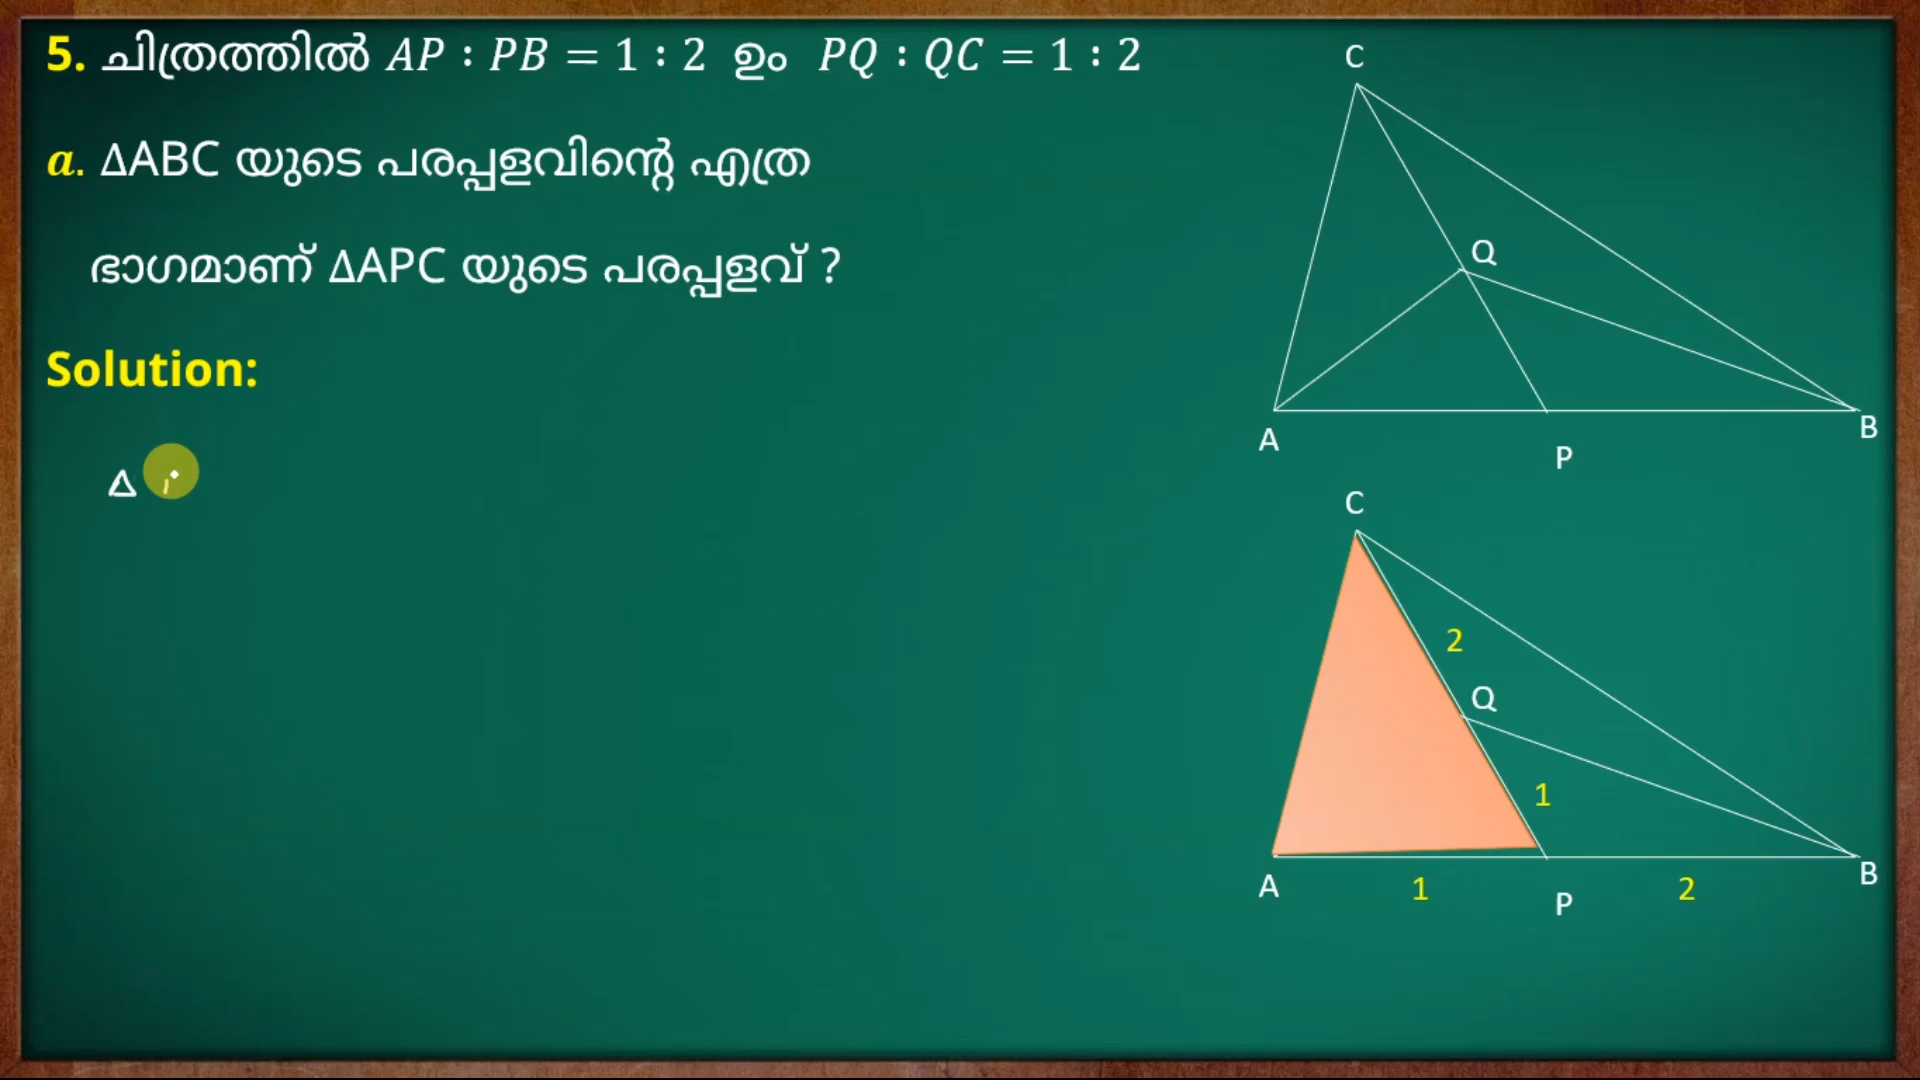 5. ചിത്രത്തിൽ AP : PB = 1 : 2 ഉം PQ : QC = 1 : 2
a. ΔABC യുടെ പരപ്പളവിന്റെ എത്ര
ഭാഗമാണ് ΔAPC യുടെ പരപ്പളവ് ?
Solution:
Δ
C
Q
A
P
B
C
2
Q
1
A
1
P
2
B